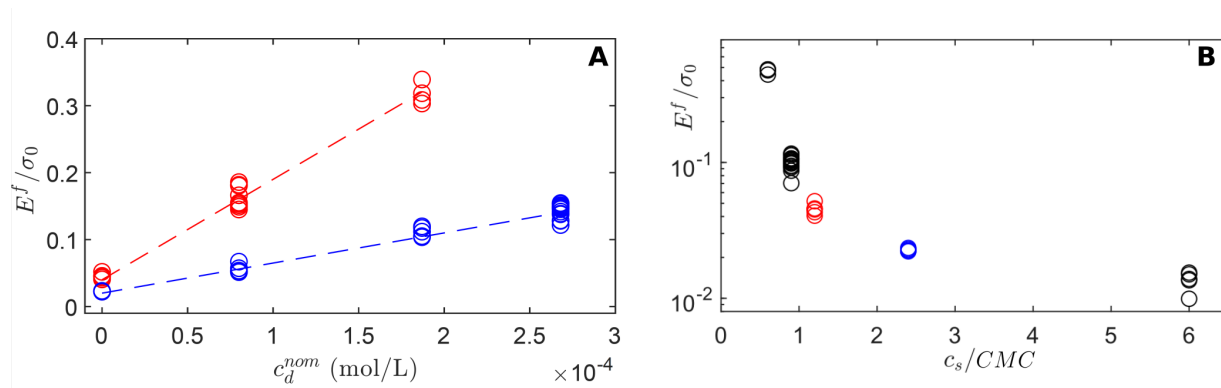 A
E^f/σ_0
0.4
0.3
0.2
0.1
0
0 0.5 1 1.5 2 2.5 3
×10^-4
c_d^{nom} (mol/L)
B
E^f/σ_0
10^-1
10^-2
0 1 2 3 4 5 6
c_s/CMC